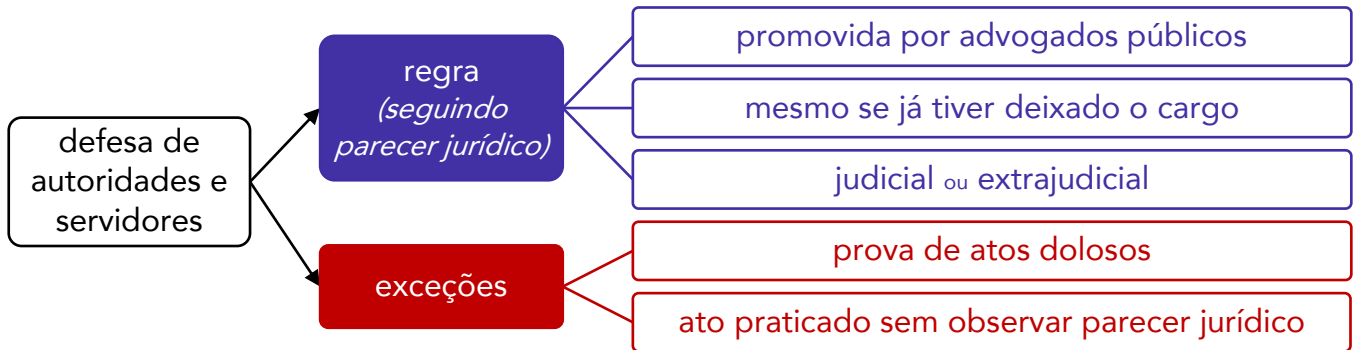 defesa de
autoridades e
servidores
regra
(seguindo
parecer jurídico)
promovida por advogados públicos
mesmo se já tiver deixado o cargo
judicial ou extrajudicial
exceções
prova de atos dolosos
ato praticado sem observar parecer jurídico